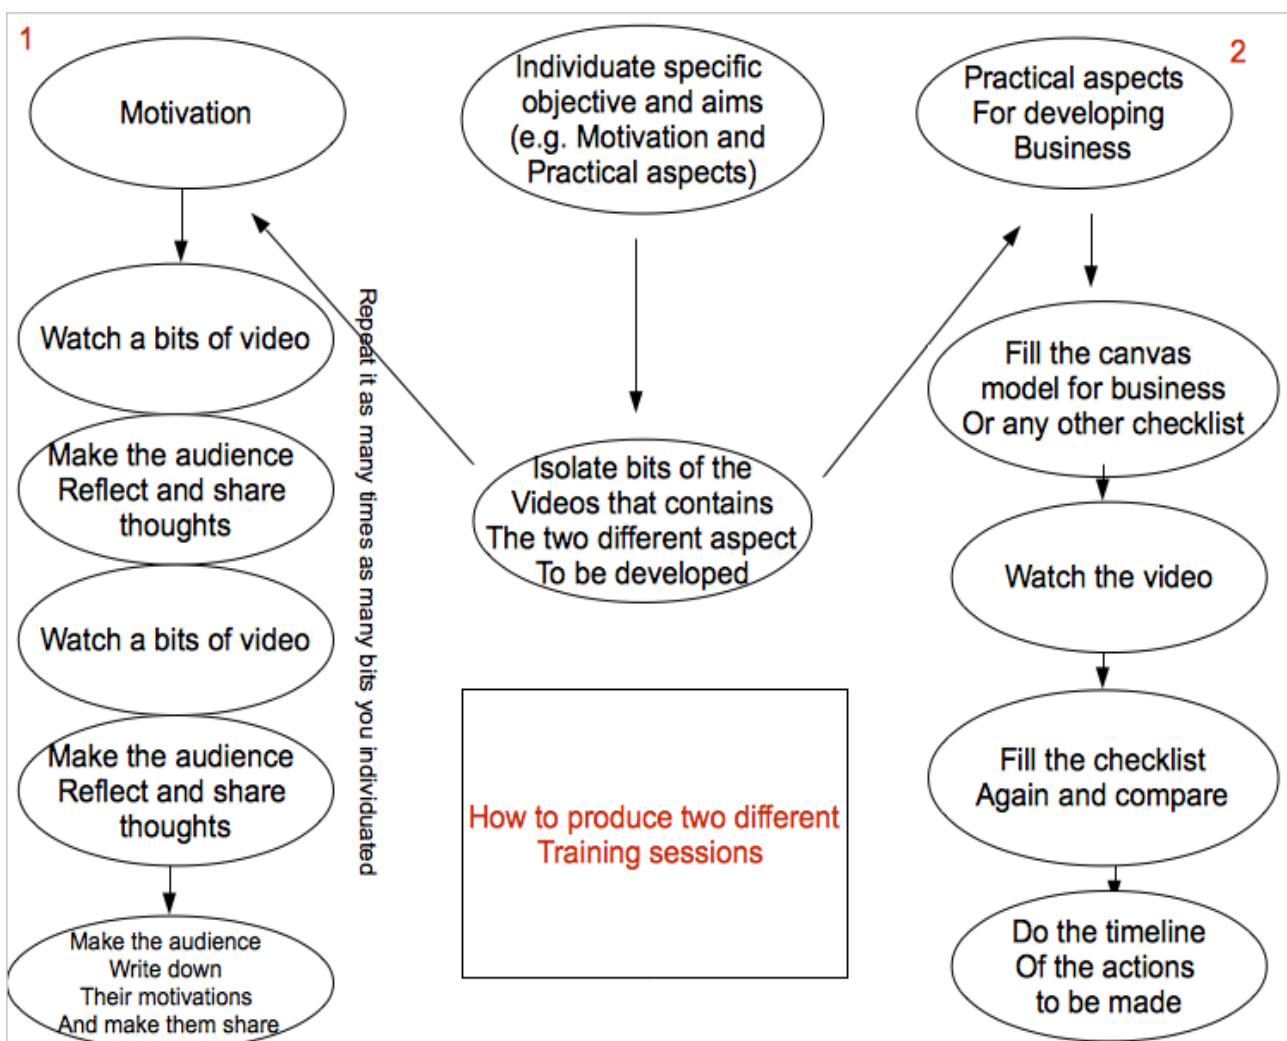 1
Motivation
Watch a bits of video
Make the audience
Reflect and share
thoughts
Watch a bits of video
Make the audience
Reflect and share
thoughts
Make the audience
Write down
Their motivations
And make them share
Repeat it as many times as many bits you individuated
Individuate specific
objective and aims
(e.g. Motivation and
Practical aspects)
Isolate bits of the
Videos that contains
The two different aspect
To be developed
How to produce two different
Training sessions
2
Practical aspects
For developing
Business
Fill the canvas
model for business
Or any other checklist
Watch the video
Fill the checklist
Again and compare
Do the timeline
Of the actions
to be made